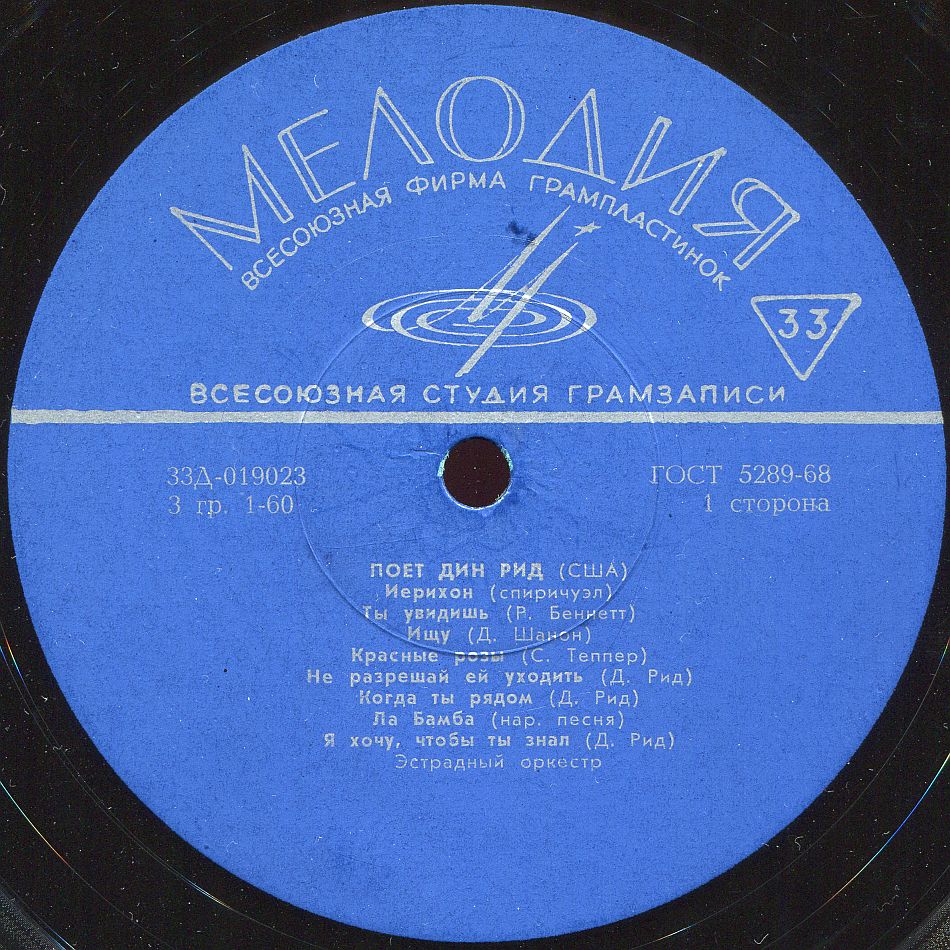 МЕЛОДИЯ
ВСЕСОЮЗНАЯ ФИРМА ГРАМПЛАСТИНОК
33
ВСЕСОЮЗНАЯ СТУДИЯ ГРАМЗАПИСИ
33Д-019023
ГОСТ 5289-68
3 гр. 1-60
1 сторона
ПОЕТ ДИН РИД (США)
Иерихон (спиричуэл)
Ты увидишь (Р. Беннетт)
Ищу (Д. Шанон)
Красные розы (С. Теппер)
Не разрешай ей уходить (Д. Рид)
Когда ты рядом (Д. Рид)
Ла Бамба (нар. песня)
Я хочу, чтобы ты знал (Д. Рид)
Эстрадный оркестр